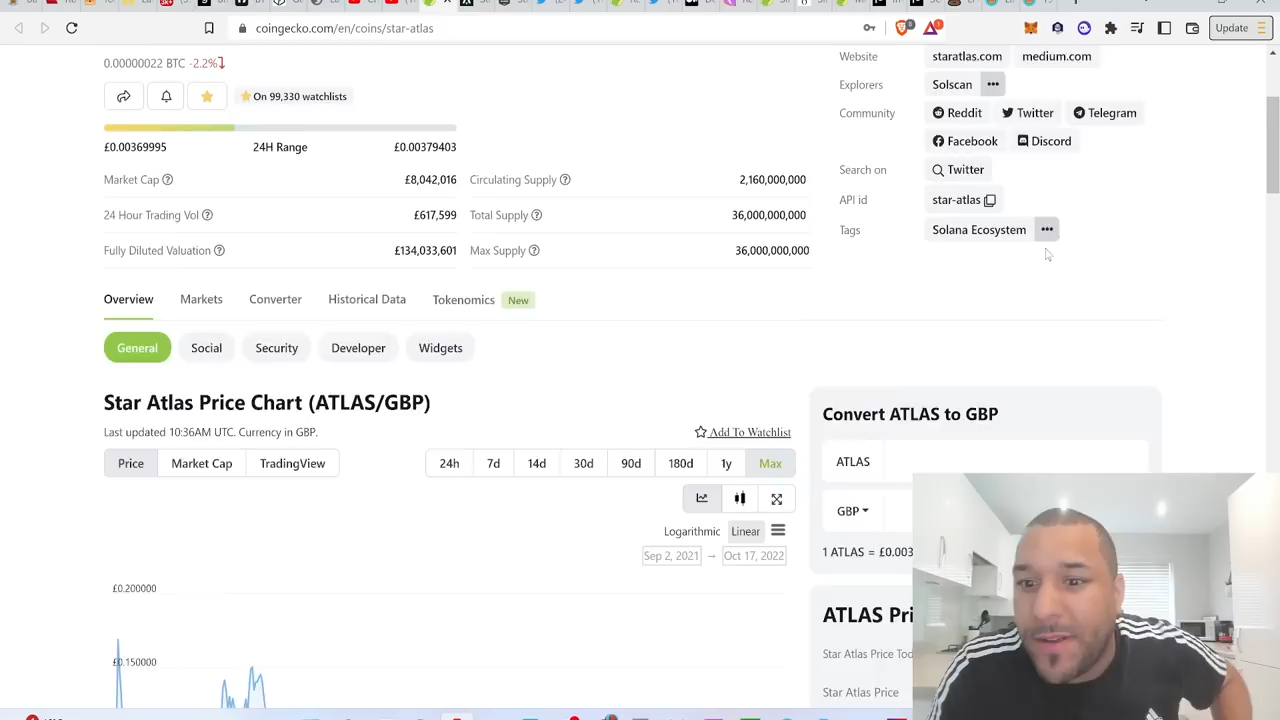 coingecko.com/en/coins/star-atlas
Update
0.00000022 BTC -2.2%
On 99,330 watchlists
£0.00369995 24H Range £0.00379403
Market Cap £8,042,016
24 Hour Trading Vol £617,599
Fully Diluted Valuation £134,033,601
Circulating Supply 2,160,000,000
Total Supply 36,000,000,000
Max Supply 36,000,000,000
Website staratlas.com medium.com
Explorers Solscan
Community Reddit Twitter Telegram
Facebook Discord
Search on Twitter
API id star-atlas
Tags Solana Ecosystem
Overview Markets Converter Historical Data Tokenomics New
General Social Security Developer Widgets
Star Atlas Price Chart (ATLAS/GBP)
Last updated 10:36AM UTC. Currency in GBP.
Add To Watchlist
Price Market Cap TradingView 24h 7d 14d 30d 90d 180d 1y Max
Logarithmic Linear
Sep 2, 2021 → Oct 17, 2022
£0.200000
£0.150000
Convert ATLAS to GBP
ATLAS
GBP
1 ATLAS = £0.003
ATLAS Pri
Star Atlas Price Tod
Star Atlas Price